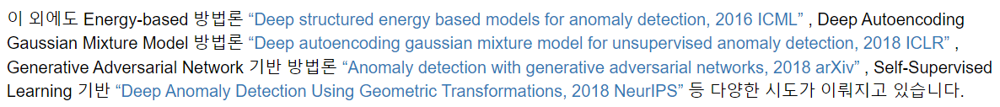 이 외에도 Energy-based 방법론 “Deep structured energy based models for anomaly detection, 2016 ICML” , Deep Autoencoding
Gaussian Mixture Model 방법론 “Deep autoencoding gaussian mixture model for unsupervised anomaly detection, 2018 ICLR” ,
Generative Adversarial Network 기반 방법론 “Anomaly detection with generative adversarial networks, 2018 arXiv” , Self-Supervised
Learning 기반 “Deep Anomaly Detection Using Geometric Transformations, 2018 NeurIPS” 등 다양한 시도가 이뤄지고 있습니다.